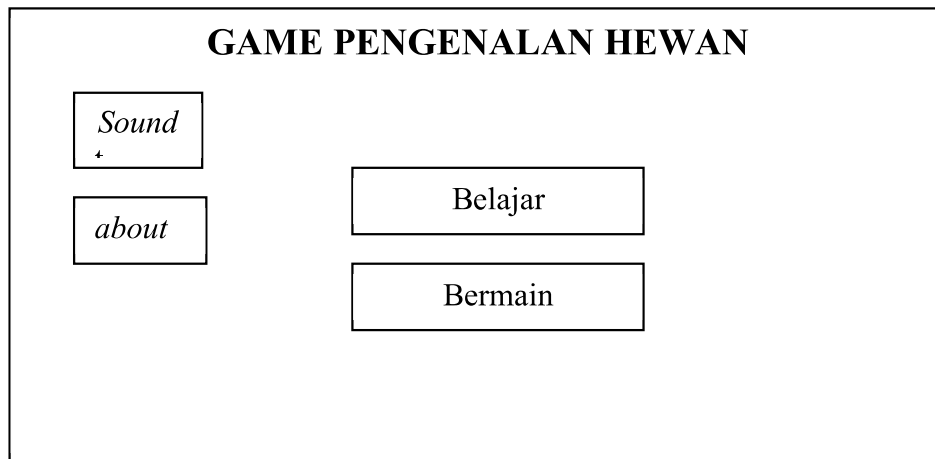 GAME PENGENALAN HEWAN
Sound
about
Belajar
Bermain